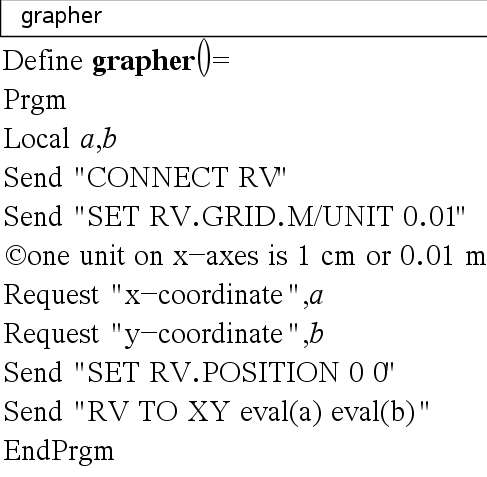 grapher
Define grapher()=
Prgm
Local a,b
Send "CONNECT RV"
Send "SET RV.GRID.M/UNIT 0.01"
©one unit on x−axes is 1 cm or 0.01 m
Request "x−coordinate",a
Request "y−coordinate",b
Send "SET RV.POSITION 0 0"
Send "RV TO XY eval(a) eval(b)"
EndPrgm